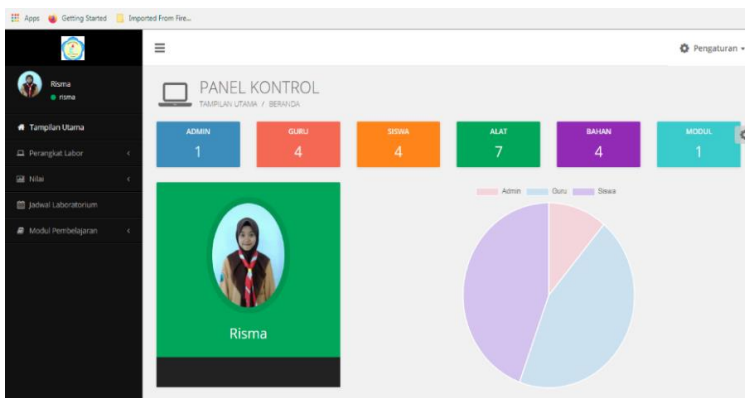 Apps Getting Started Imported From Fire...
Pengaturan
Risma
risma
PANEL KONTROL
TAMPILAN UTAMA / BERANDA
Tampilan Utama
Perangkat Labor
Nilai
Jadwal Laboratorium
Modul Pembelajaran
ADMIN GURU SISWA ALAT BAHAN MODUL
1 4 4 7 4 1
Admin Guru Siswa
Risma